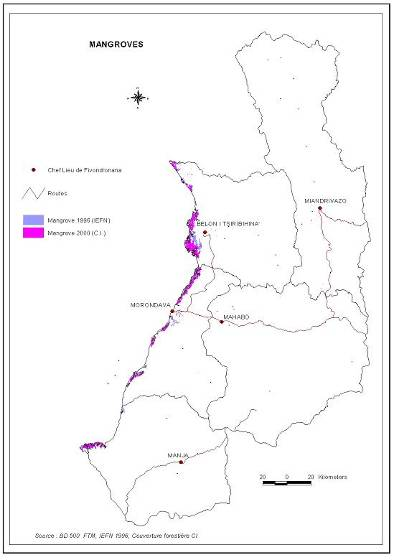 MANGROVES
Chef Lieu de Fivondronana
Routes
Mangrove 1996 (IEFN)
Mangrove 2000 (C.I.)
MIANDRIVAZO
BELON I TSIRIBIHINA
MORONDAVA
MAHABO
MANJA
20 0 20 Kilometers
Source : BD 500 FTM, IEFN 1996, Couverture forestière CI